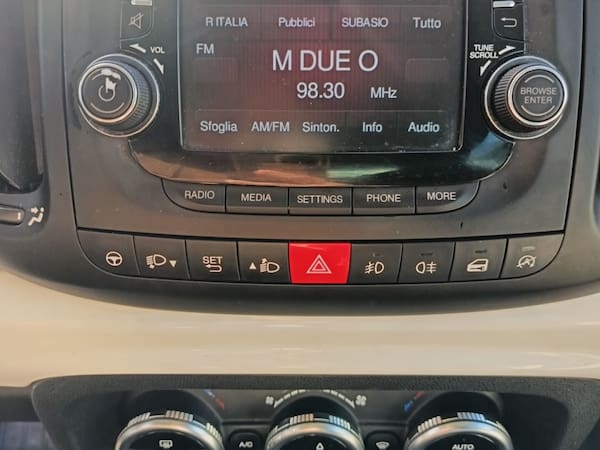 R ITALIA Pubblici SUBASIO Tutto
FM
VOL
TUNE
SCROLL
M DUE O
98.30 MHz
BROWSE
ENTER
Sfoglia AM/FM Sinton. Info Audio
RADIO MEDIA SETTINGS PHONE MORE
SET
A/C
AUTO